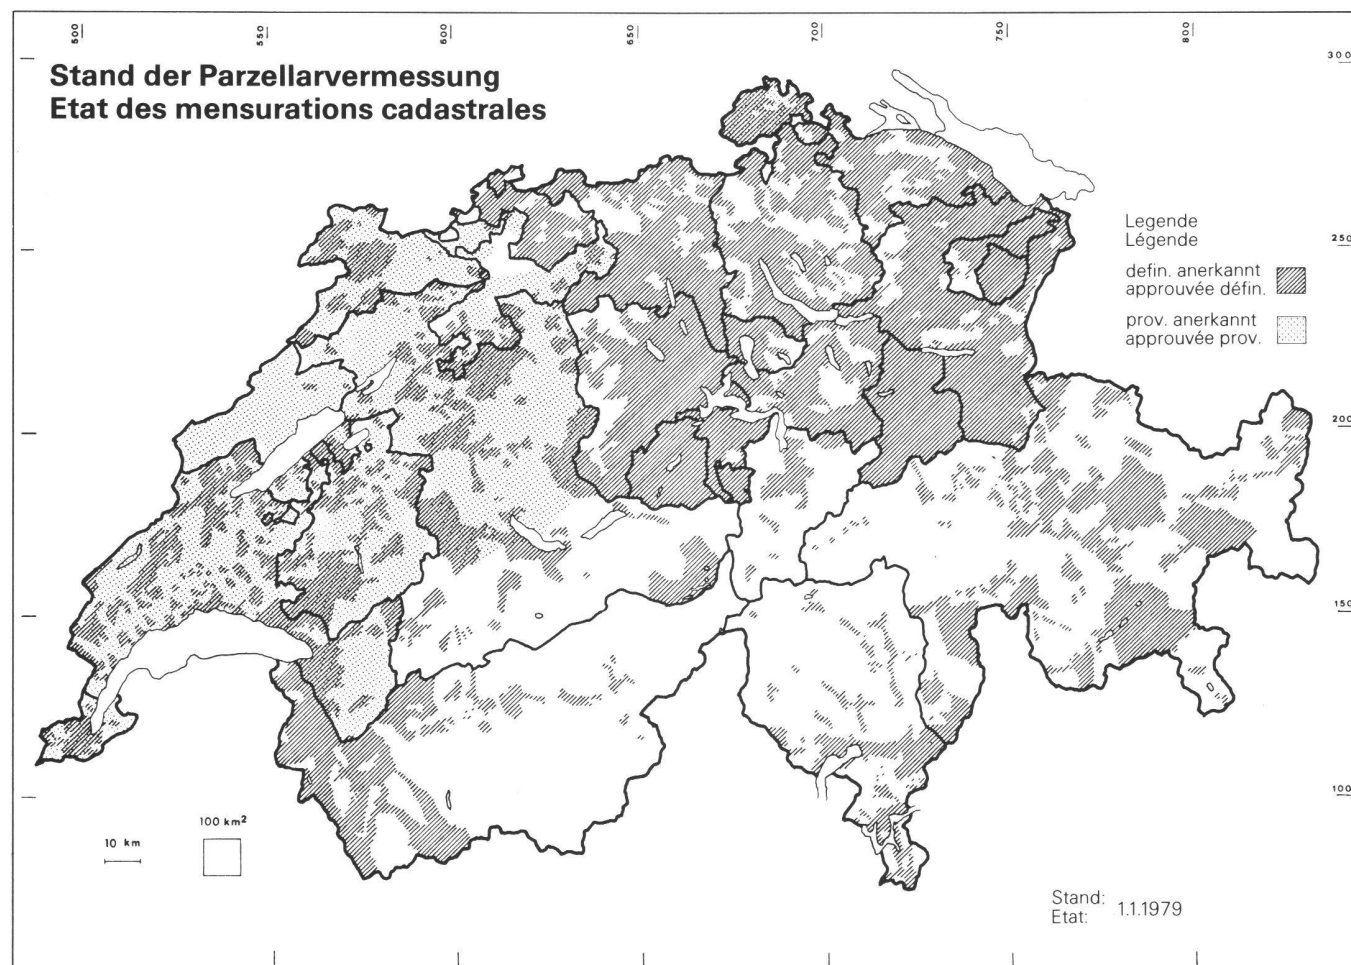 500
550
600
650
700
750
800
300
Stand der Parzellarvermessung
Etat des mensurations cadastrales
Legende
Légende
250
defin. anerkannt
approuvée défin.
prov. anerkannt
approuvée prov.
200
150
100
10 km
100 km²
Stand:
Etat:
1.1.1979